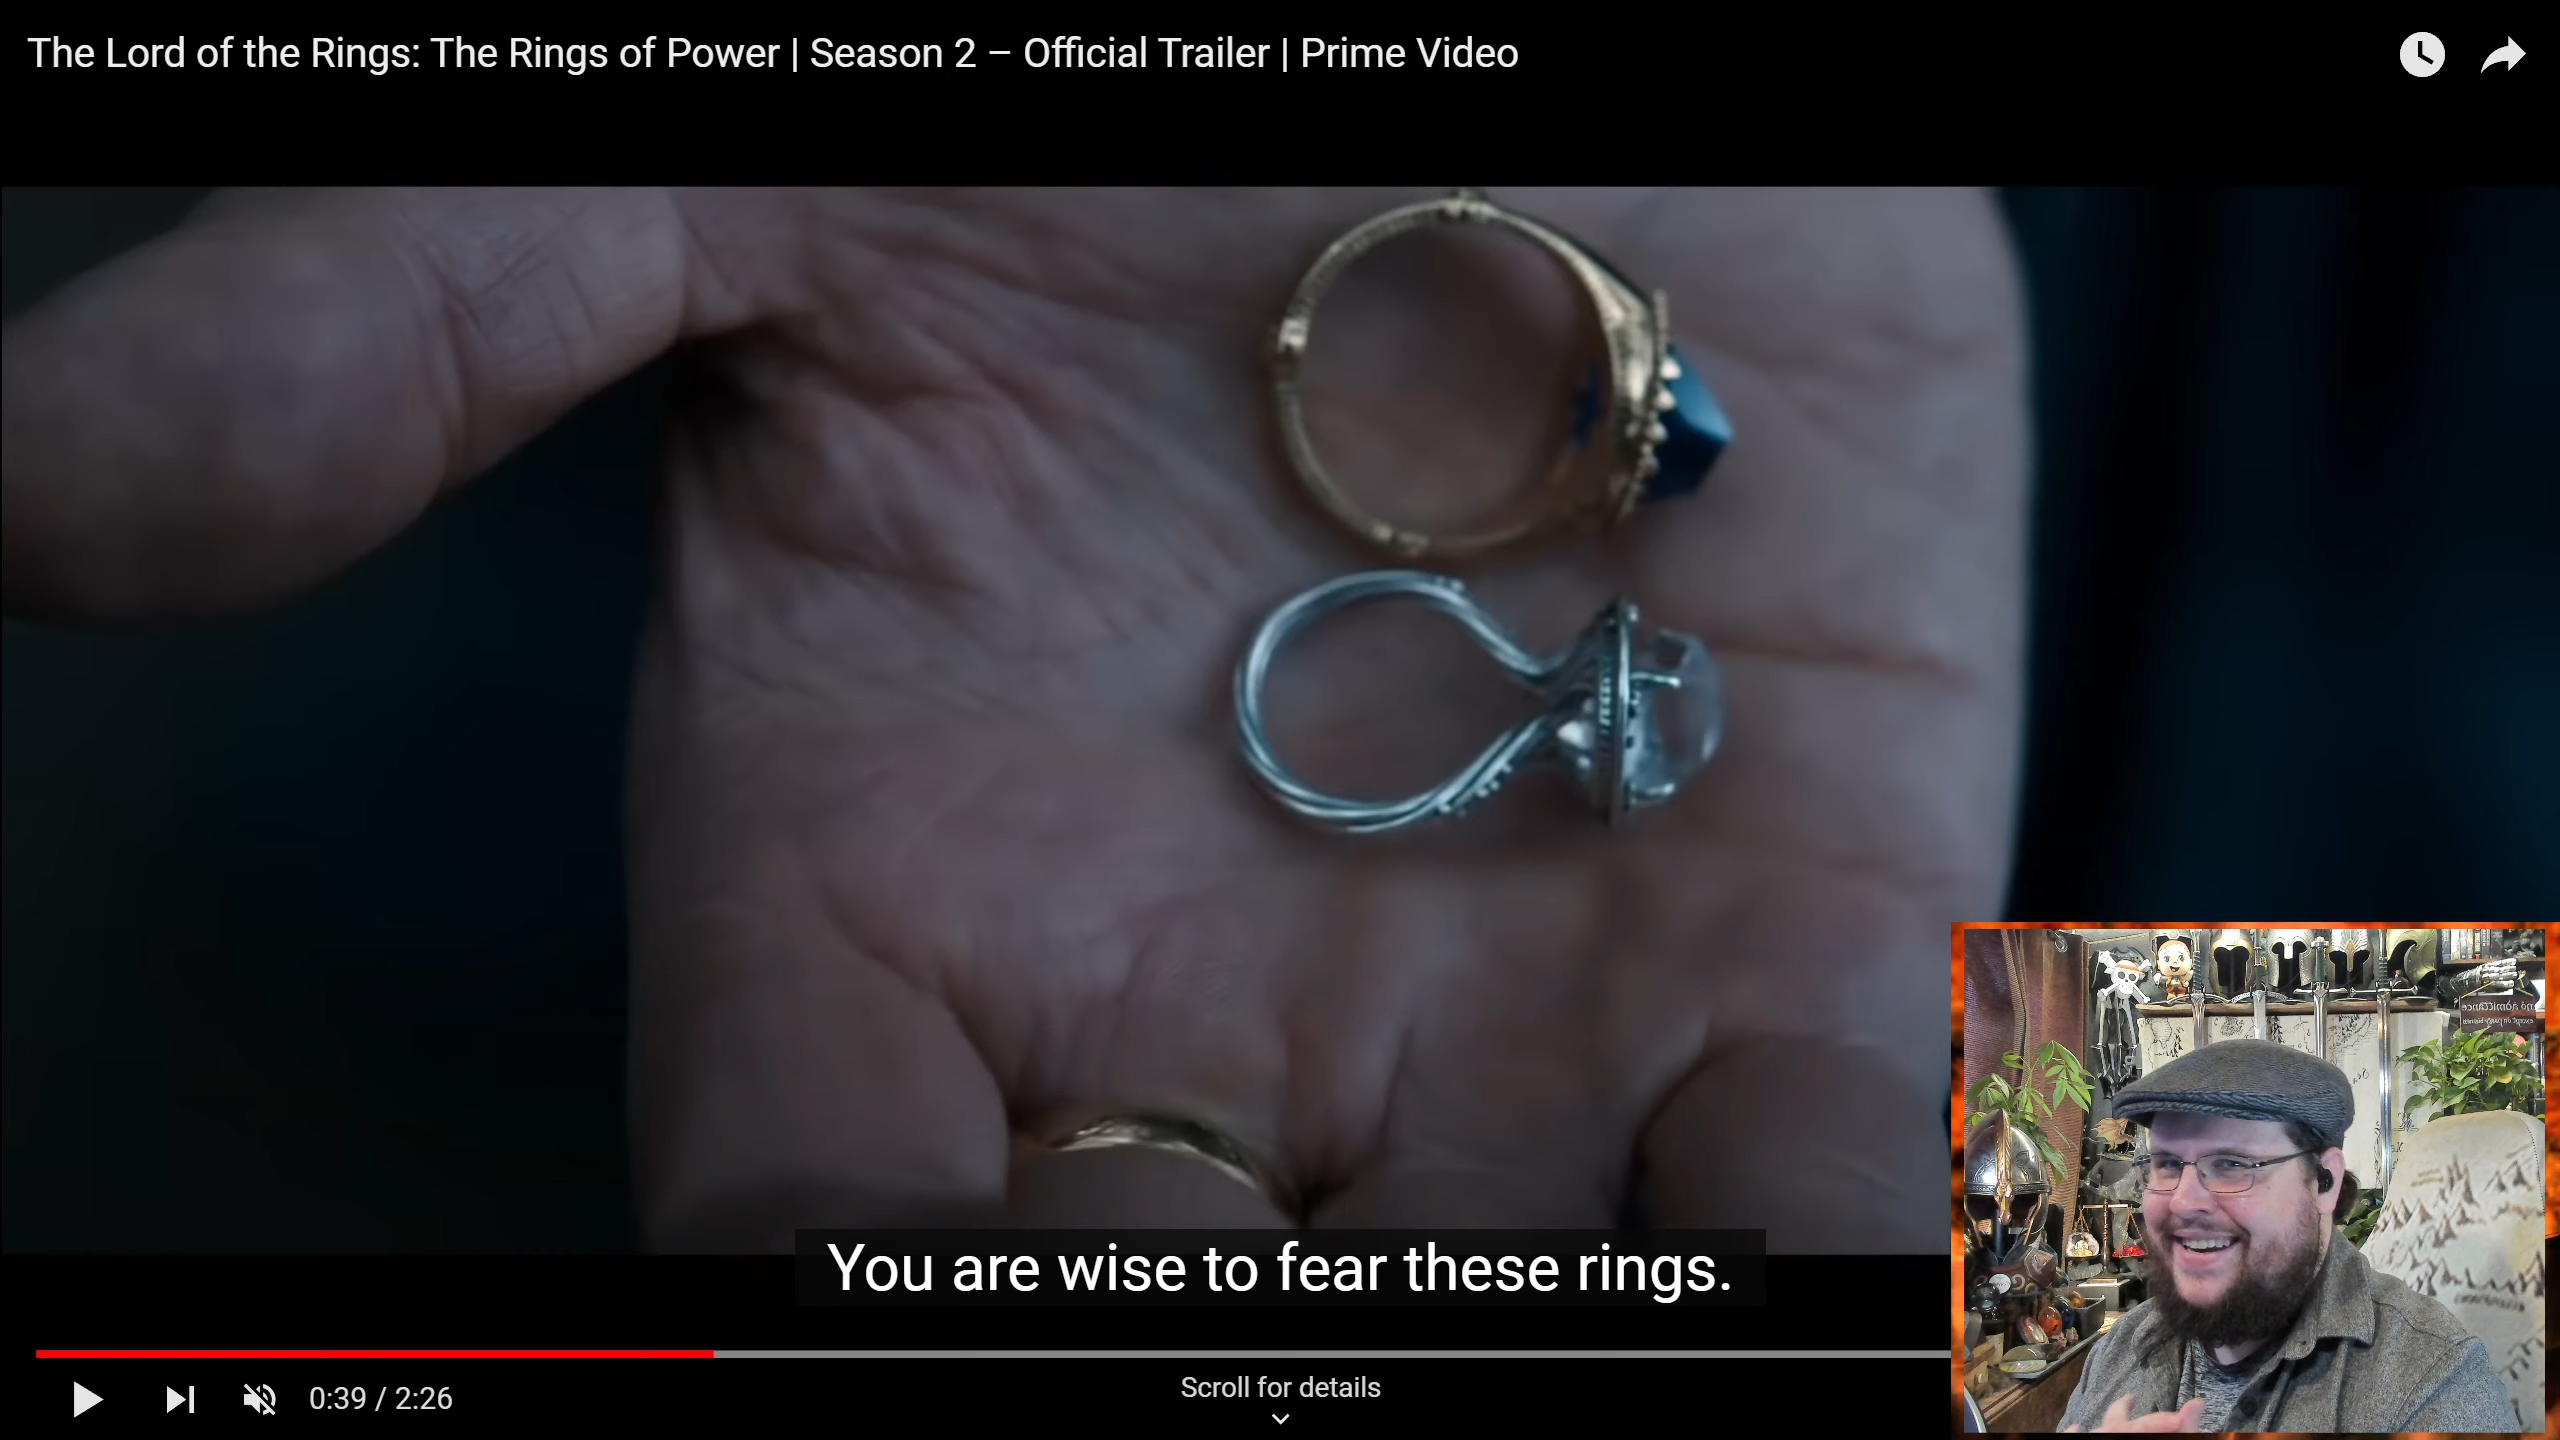 The Lord of the Rings: The Rings of Power | Season 2 – Official Trailer | Prime Video
You are wise to fear these rings.
0:39 / 2:26
Scroll for details